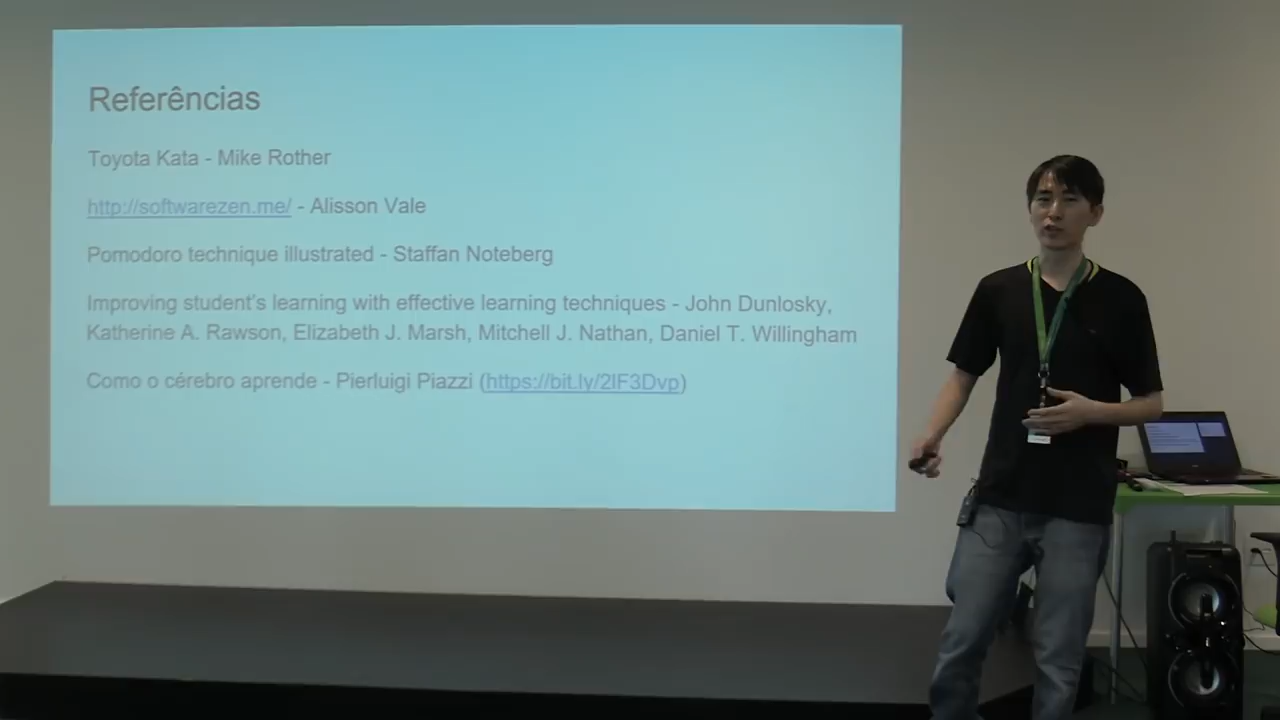 Referências
Toyota Kata - Mike Rother
http://softwarezen.me/ - Alisson Vale
Pomodoro technique illustrated - Staffan Noteberg
Improving student's learning with effective learning techniques - John Dunlosky,
Katherine A. Rawson, Elizabeth J. Marsh, Mitchell J. Nathan, Daniel T. Willingham
Como o cérebro aprende - Pierluigi Piazzi (https://bit.ly/2IF3Dvp)